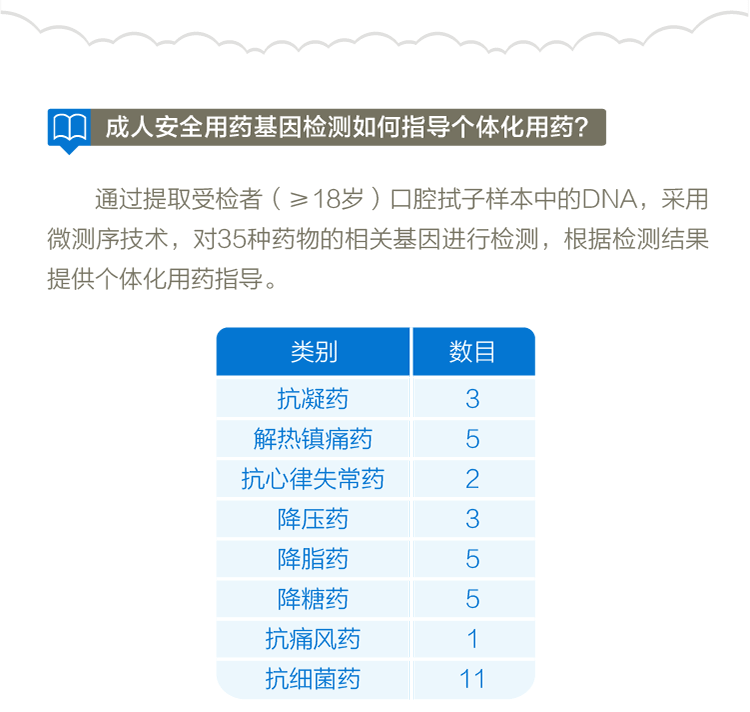 成人安全用药基因检测如何指导个体化用药?
通过提取受检者（≥18岁）口腔拭子样本中的DNA，采用
微测序技术，对35种药物的相关基因进行检测，根据检测结果
提供个体化用药指导。
类别 数目
抗凝药 3
解热镇痛药 5
抗心律失常药 2
降压药 3
降脂药 5
降糖药 5
抗痛风药 1
抗细菌药 11